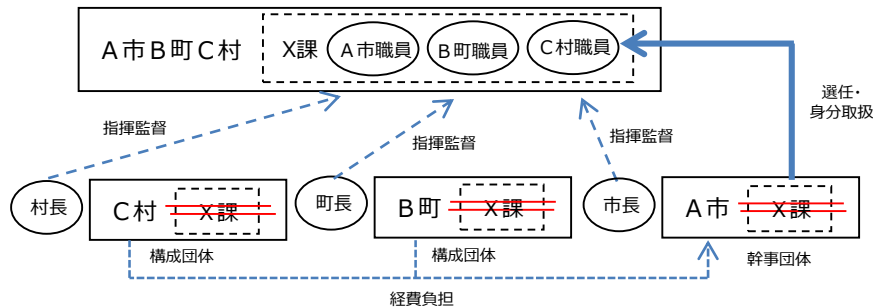 A市B町C村
X課
A市職員
B町職員
C村職員
選任・
身分取扱
指揮監督
指揮監督
指揮監督
村長
C村
X課
町長
B町
X課
市長
A市
X課
構成団体
構成団体
幹事団体
経費負担